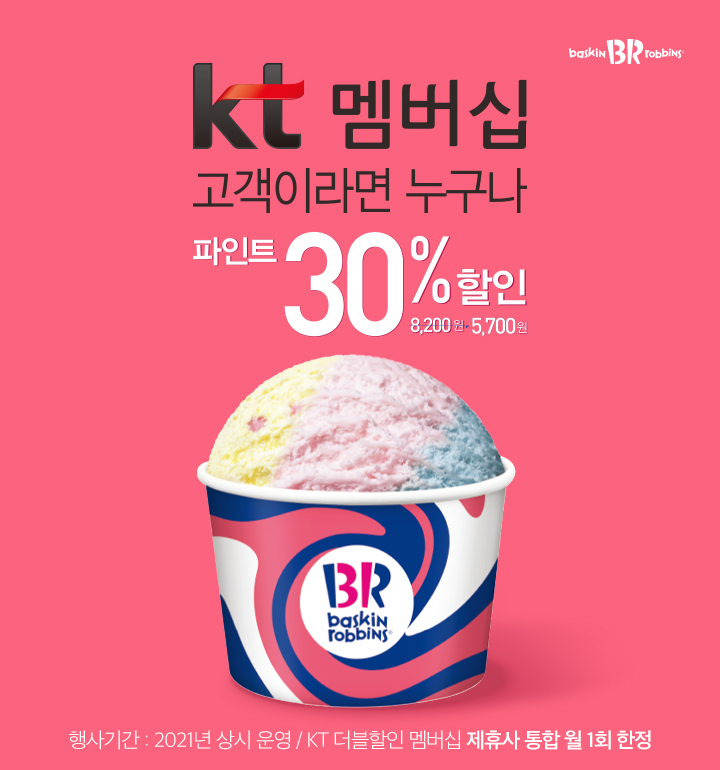 baskin BR robbins
kt 멤버십
고객이라면 누구나
파인트 30% 할인
8,200원 5,700원
BR
baskin
robbins
행사기간 : 2021년 상시 운영 / KT 더블할인 멤버십 제휴사 통합 월 1회 한정